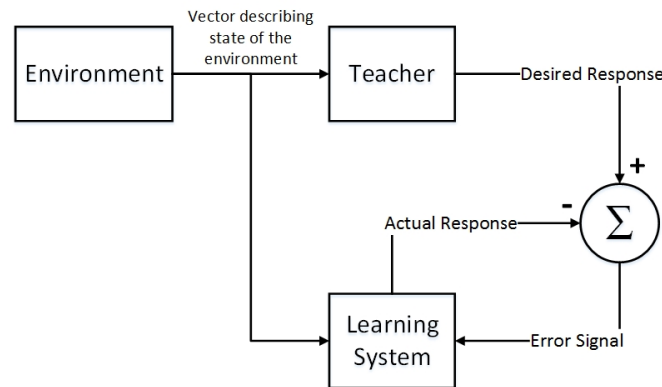 Vector describing
state of the
environment
Environment
Teacher
Desired Response
+
-
Σ
Actual Response
Learning
System
Error Signal